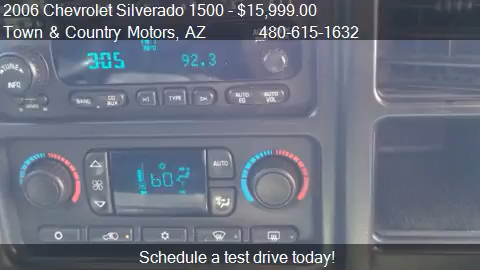 2006 Chevrolet Silverado 1500 - $15,999.00
Town & Country Motors, AZ 480-615-1632
305 92.3
TUNE
INFO
BAND CD AUX TYPE AUTO EQ AUTO VOL
AUTO
60
Schedule a test drive today!